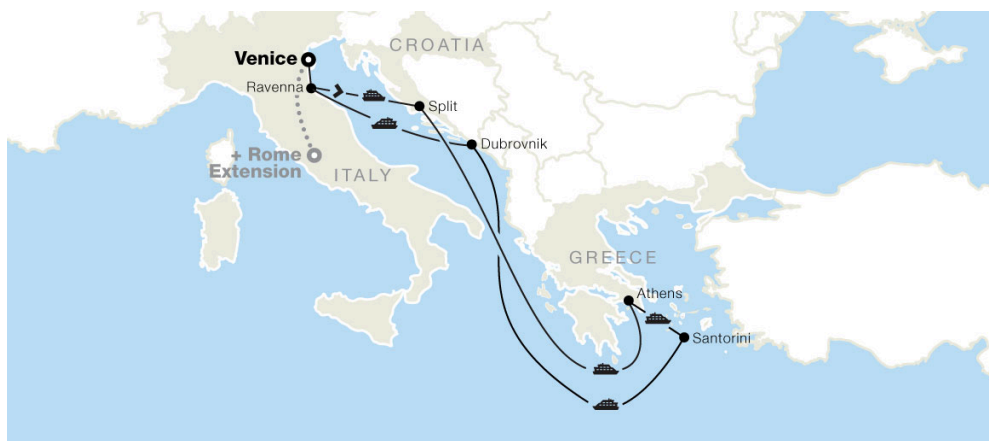 CROATIA
Venice
Ravenna
Split
Dubrovnik
+ Rome
Extension
ITALY
GREECE
Athens
Santorini